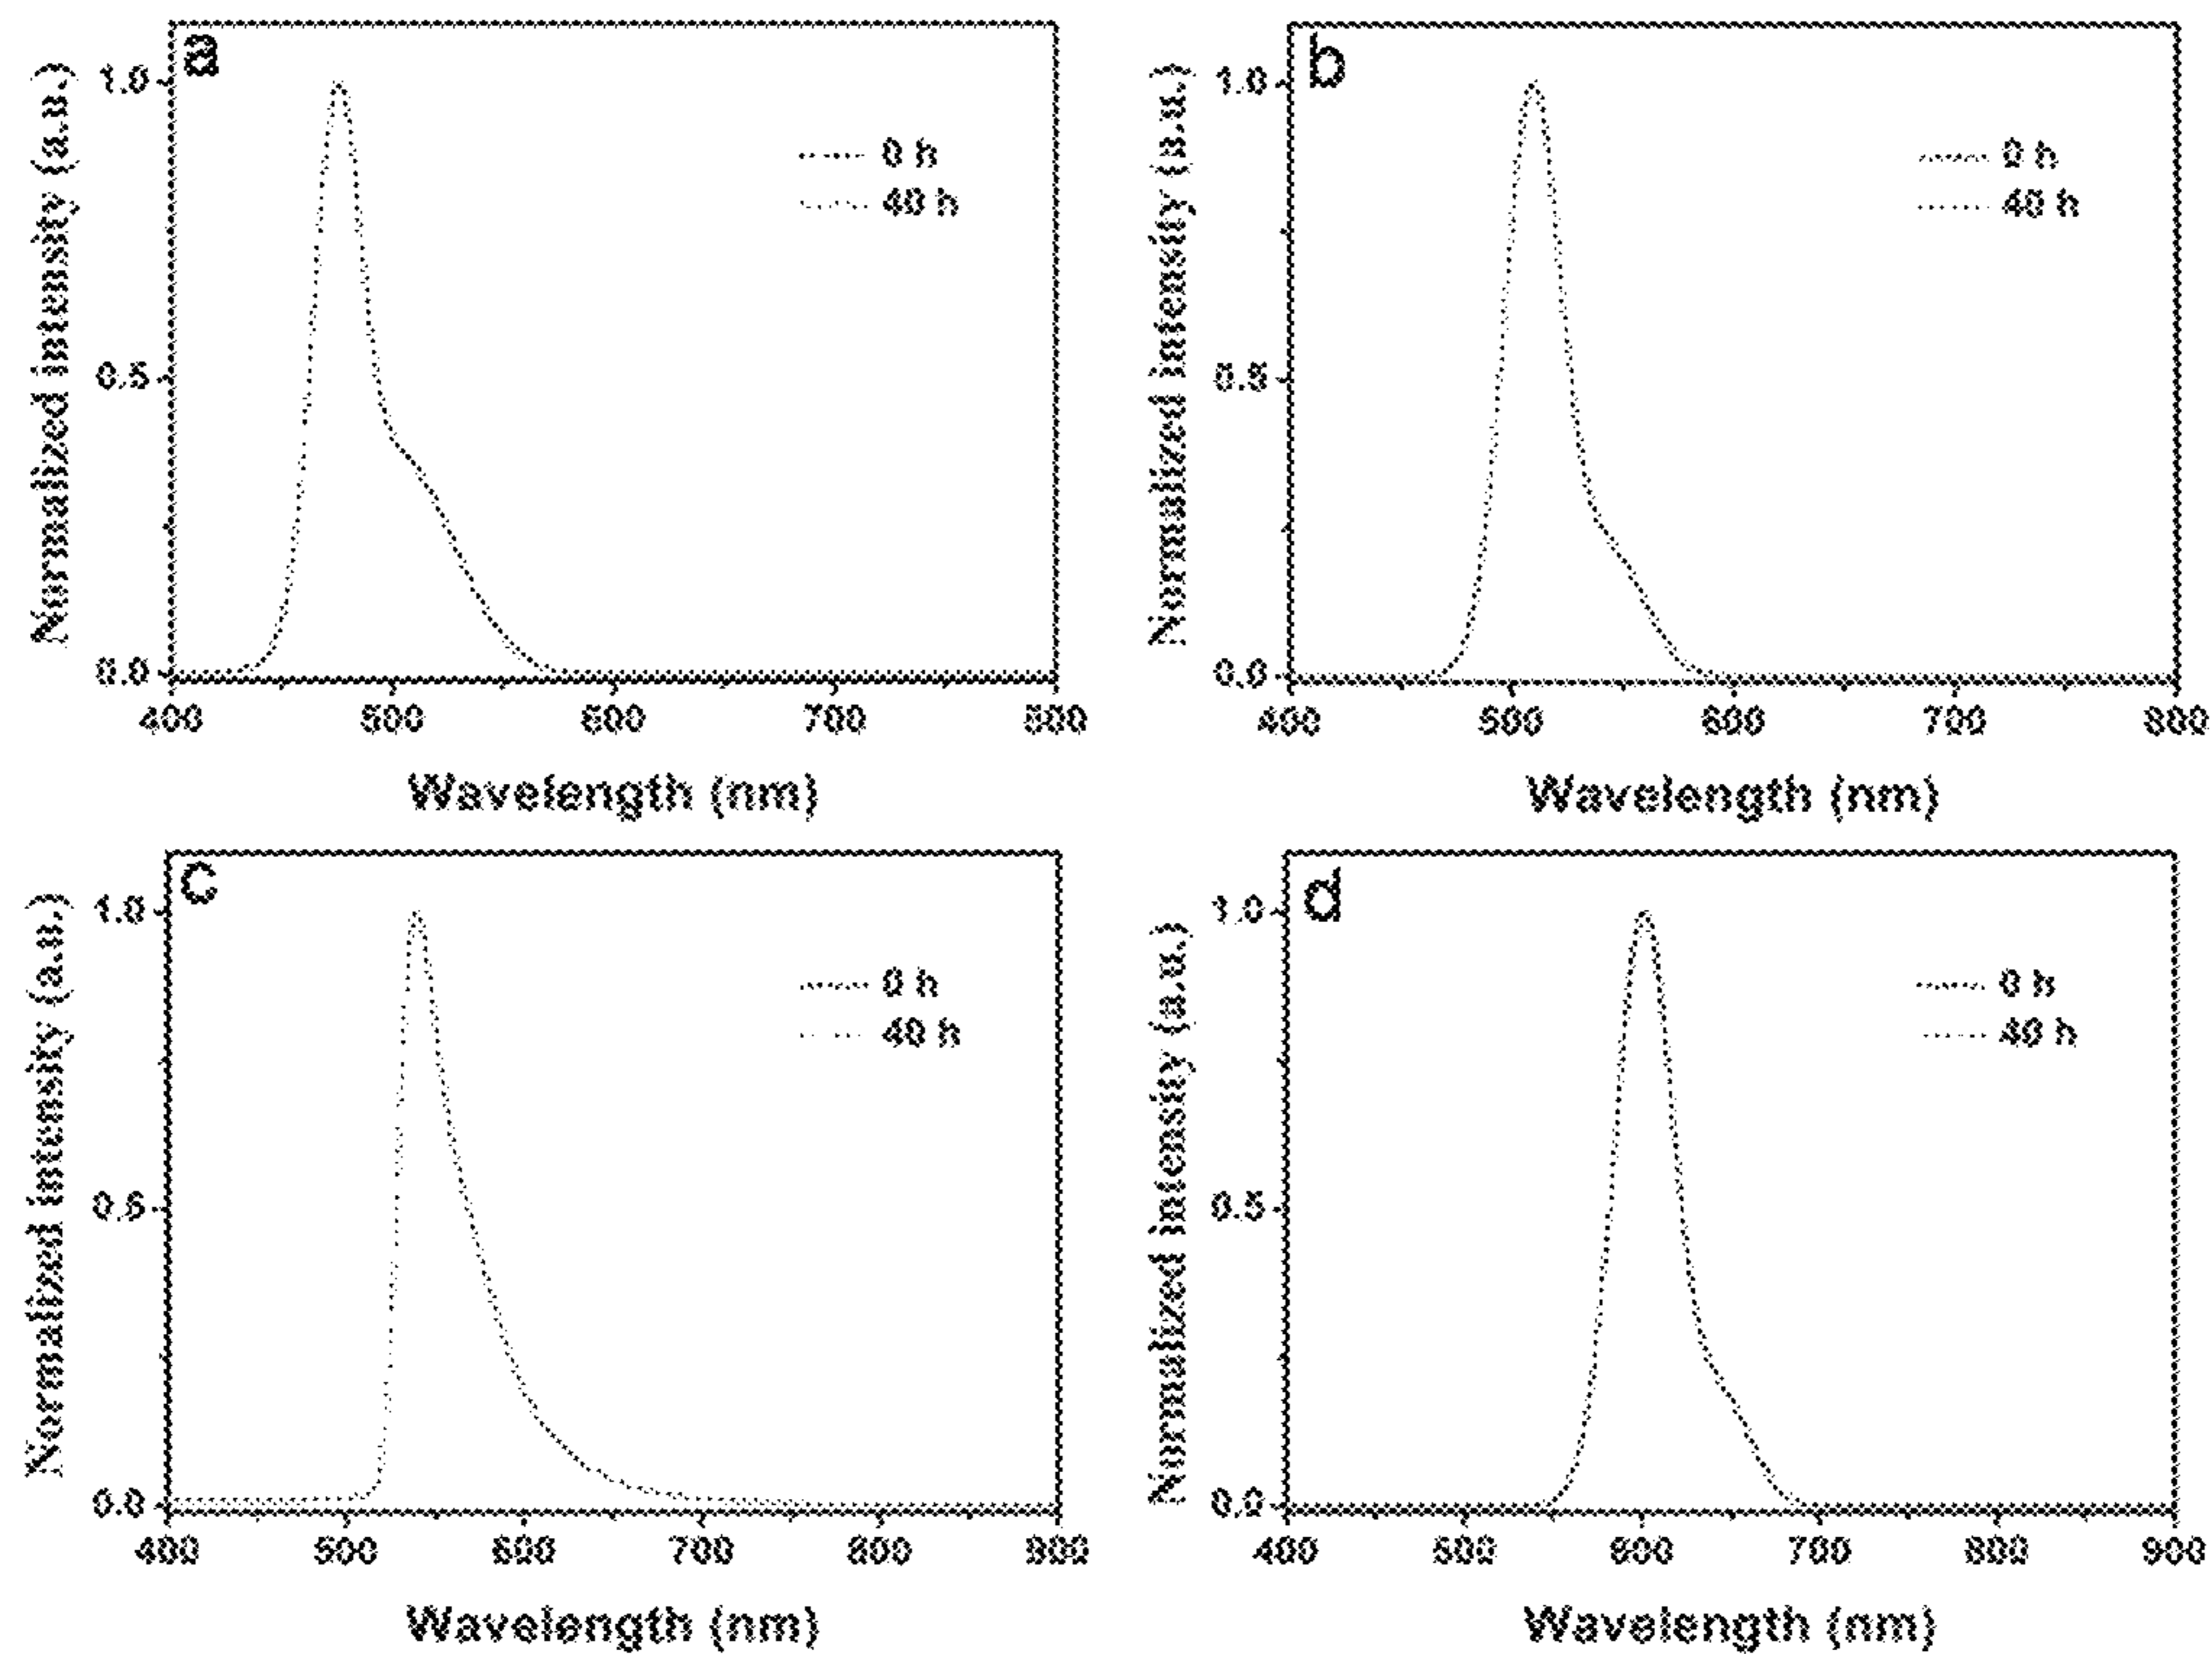 a
Normalized intensity (a.u.)
1.0
0.5
0.0
0 h
40 h
400 500 600 700 800
Wavelength (nm)
b
Normalized intensity (a.u.)
1.0
0.5
0.0
0 h
40 h
400 500 600 700 800
Wavelength (nm)
c
Normalized intensity (a.u.)
1.0
0.5
0.0
0 h
40 h
400 500 600 700 800 900
Wavelength (nm)
d
Normalized intensity (a.u.)
1.0
0.5
0.0
0 h
40 h
400 500 600 700 800 900
Wavelength (nm)